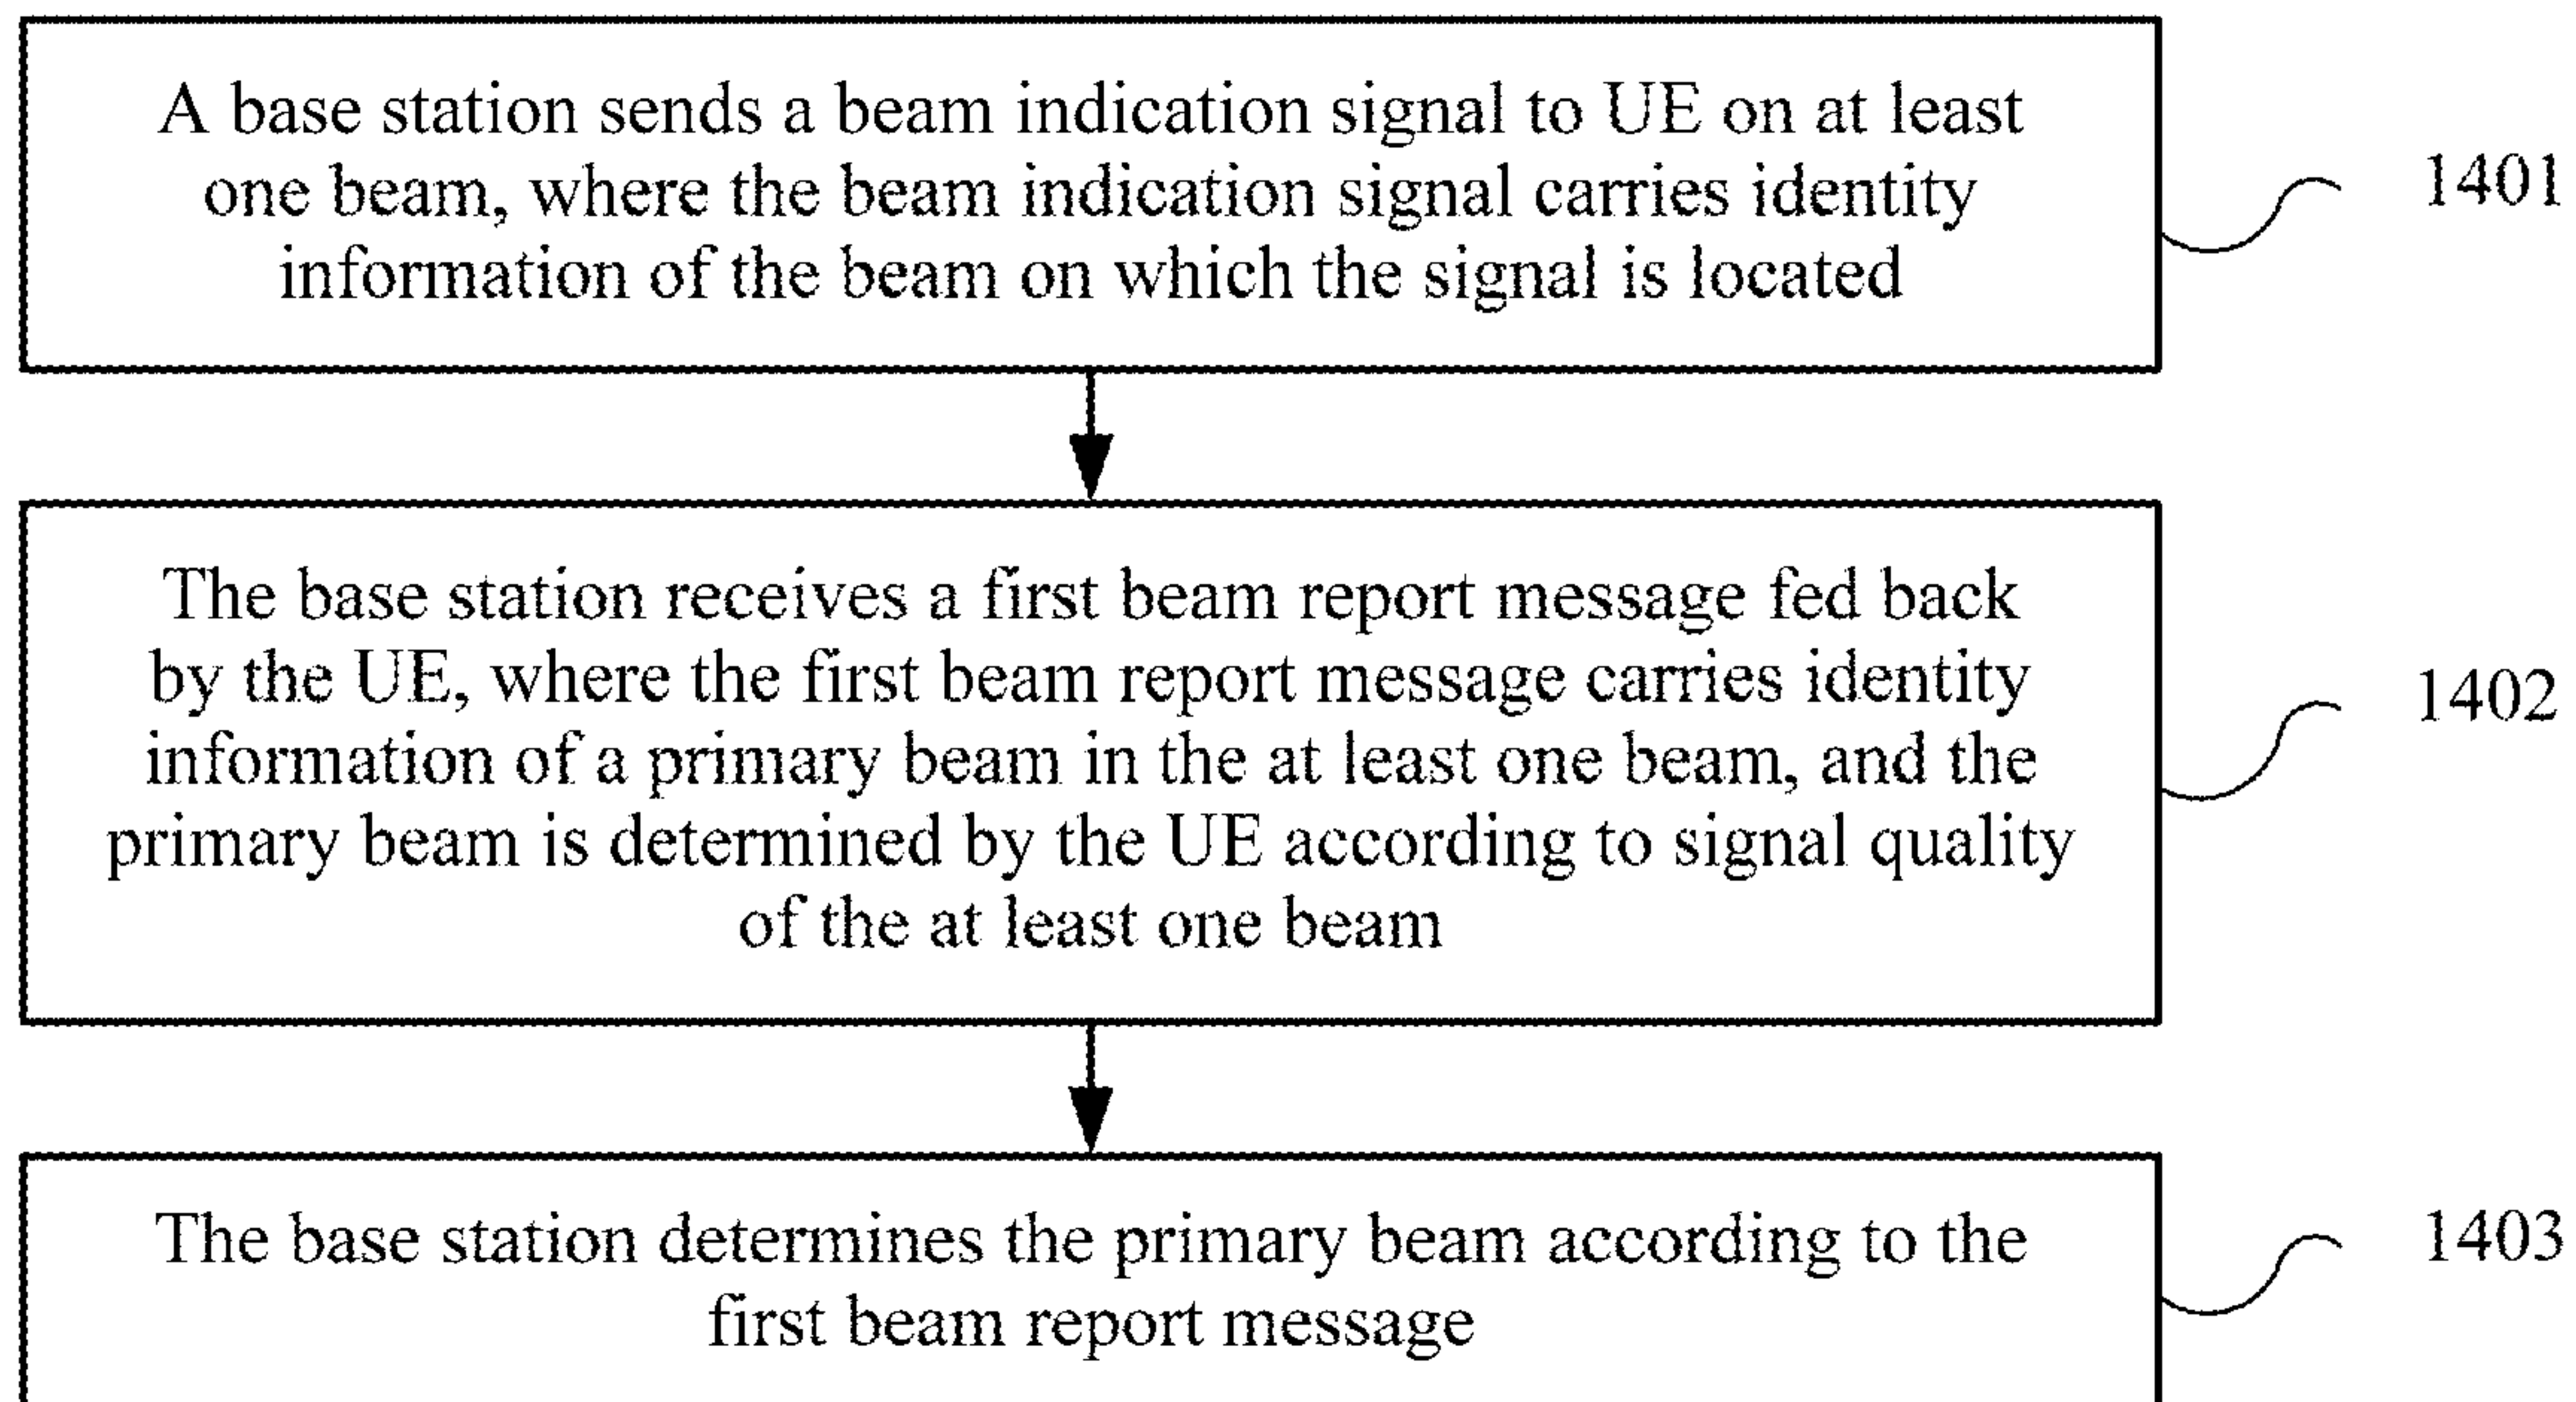 A base station sends a beam indication signal to UE on at least
one beam, where the beam indication signal carries identity
information of the beam on which the signal is located
1401
The base station receives a first beam report message fed back
by the UE, where the first beam report message carries identity
information of a primary beam in the at least one beam, and the
primary beam is determined by the UE according to signal quality
of the at least one beam
1402
The base station determines the primary beam according to the
first beam report message
1403